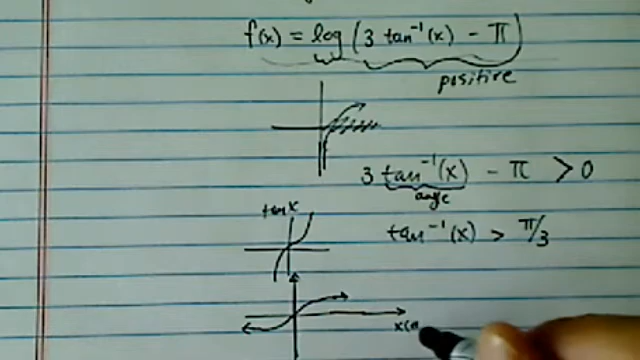 f(x) = log (3 tan⁻¹(x) − π)
positive
3 tan⁻¹(x) − π > 0
angle
tan x
tan⁻¹(x) > π/3